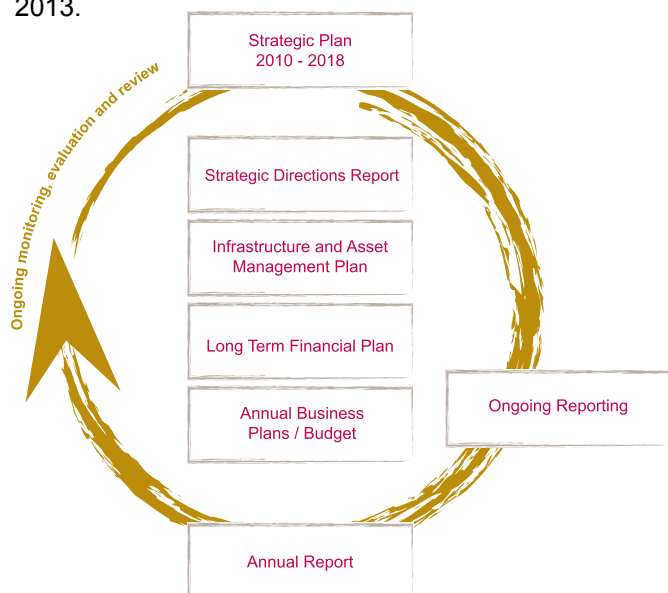 2013.
Strategic Plan
2010 - 2018
Ongoing monitoring, evaluation and review
Strategic Directions Report
Infrastructure and Asset
Management Plan
Long Term Financial Plan
Annual Business
Plans / Budget
Ongoing Reporting
Annual Report